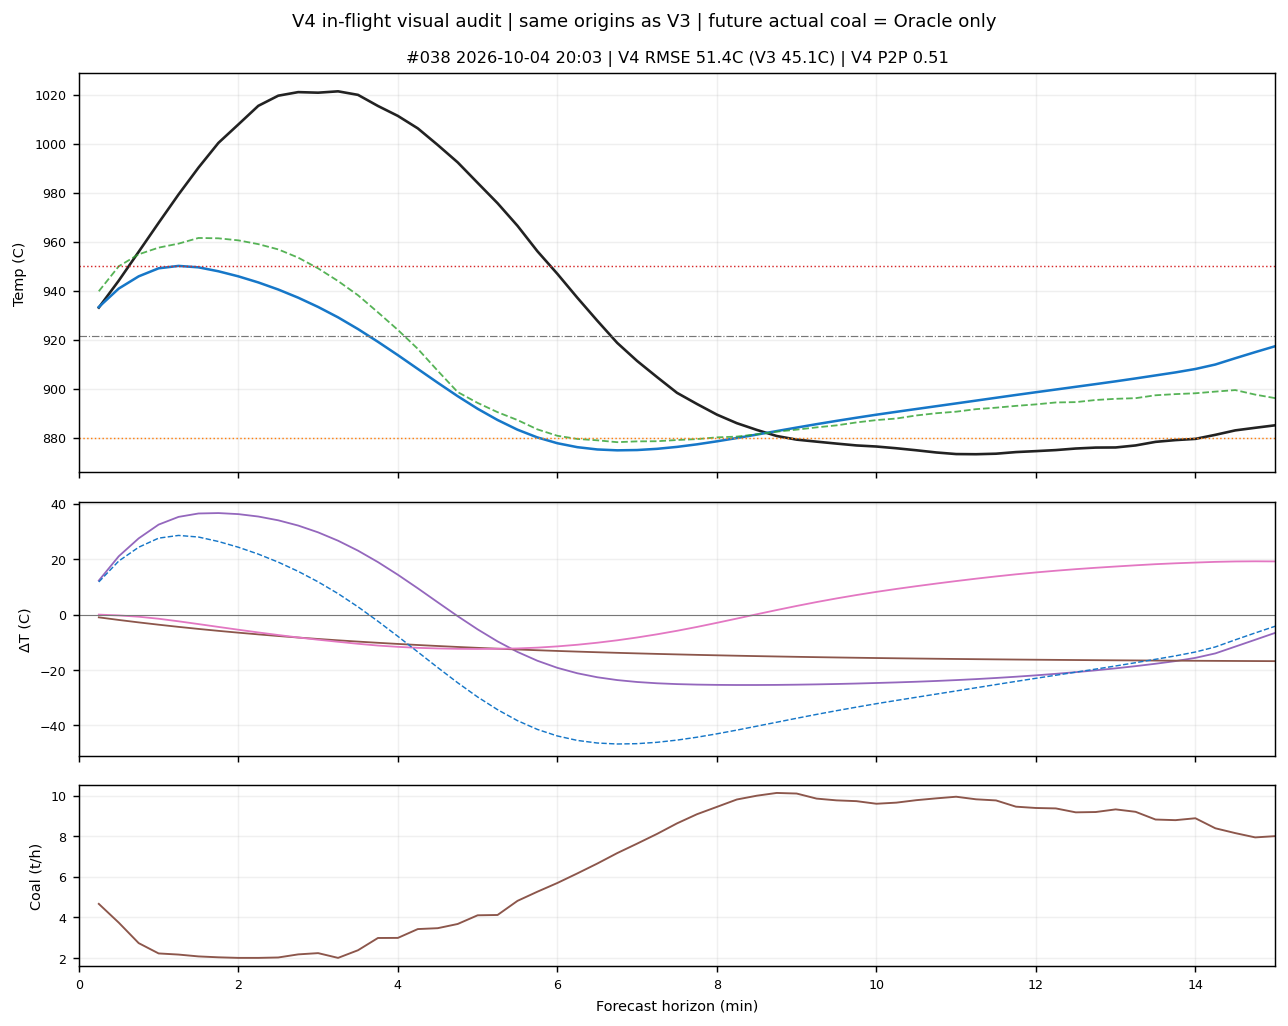 V4 in-flight visual audit | same origins as V3 | future actual coal = Oracle only
#038 2026-10-04 20:03 | V4 RMSE 51.4C (V3 45.1C) | V4 P2P 0.51
Temp (C)
1020
1000
980
960
940
920
900
880
ΔT (C)
40
20
0
−20
−40
Coal (t/h)
10
8
6
4
2
0 2 4 6 8 10 12 14
Forecast horizon (min)